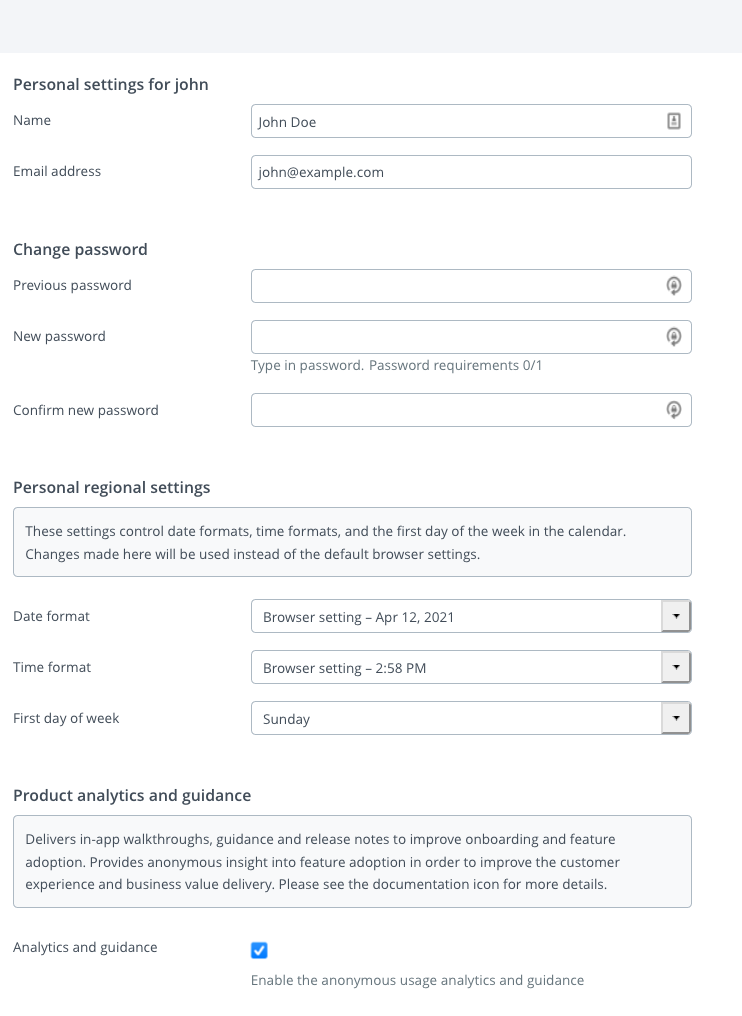 Personal settings for john
Name
John Doe
Email address
john@example.com
Change password
Previous password
New password
Type in password. Password requirements 0/1
Confirm new password
Personal regional settings
These settings control date formats, time formats, and the first day of the week in the calendar.
Changes made here will be used instead of the default browser settings.
Date format
Browser setting – Apr 12, 2021
Time format
Browser setting – 2:58 PM
First day of week
Sunday
Product analytics and guidance
Delivers in-app walkthroughs, guidance and release notes to improve onboarding and feature
adoption. Provides anonymous insight into feature adoption in order to improve the customer
experience and business value delivery. Please see the documentation icon for more details.
Analytics and guidance
Enable the anonymous usage analytics and guidance